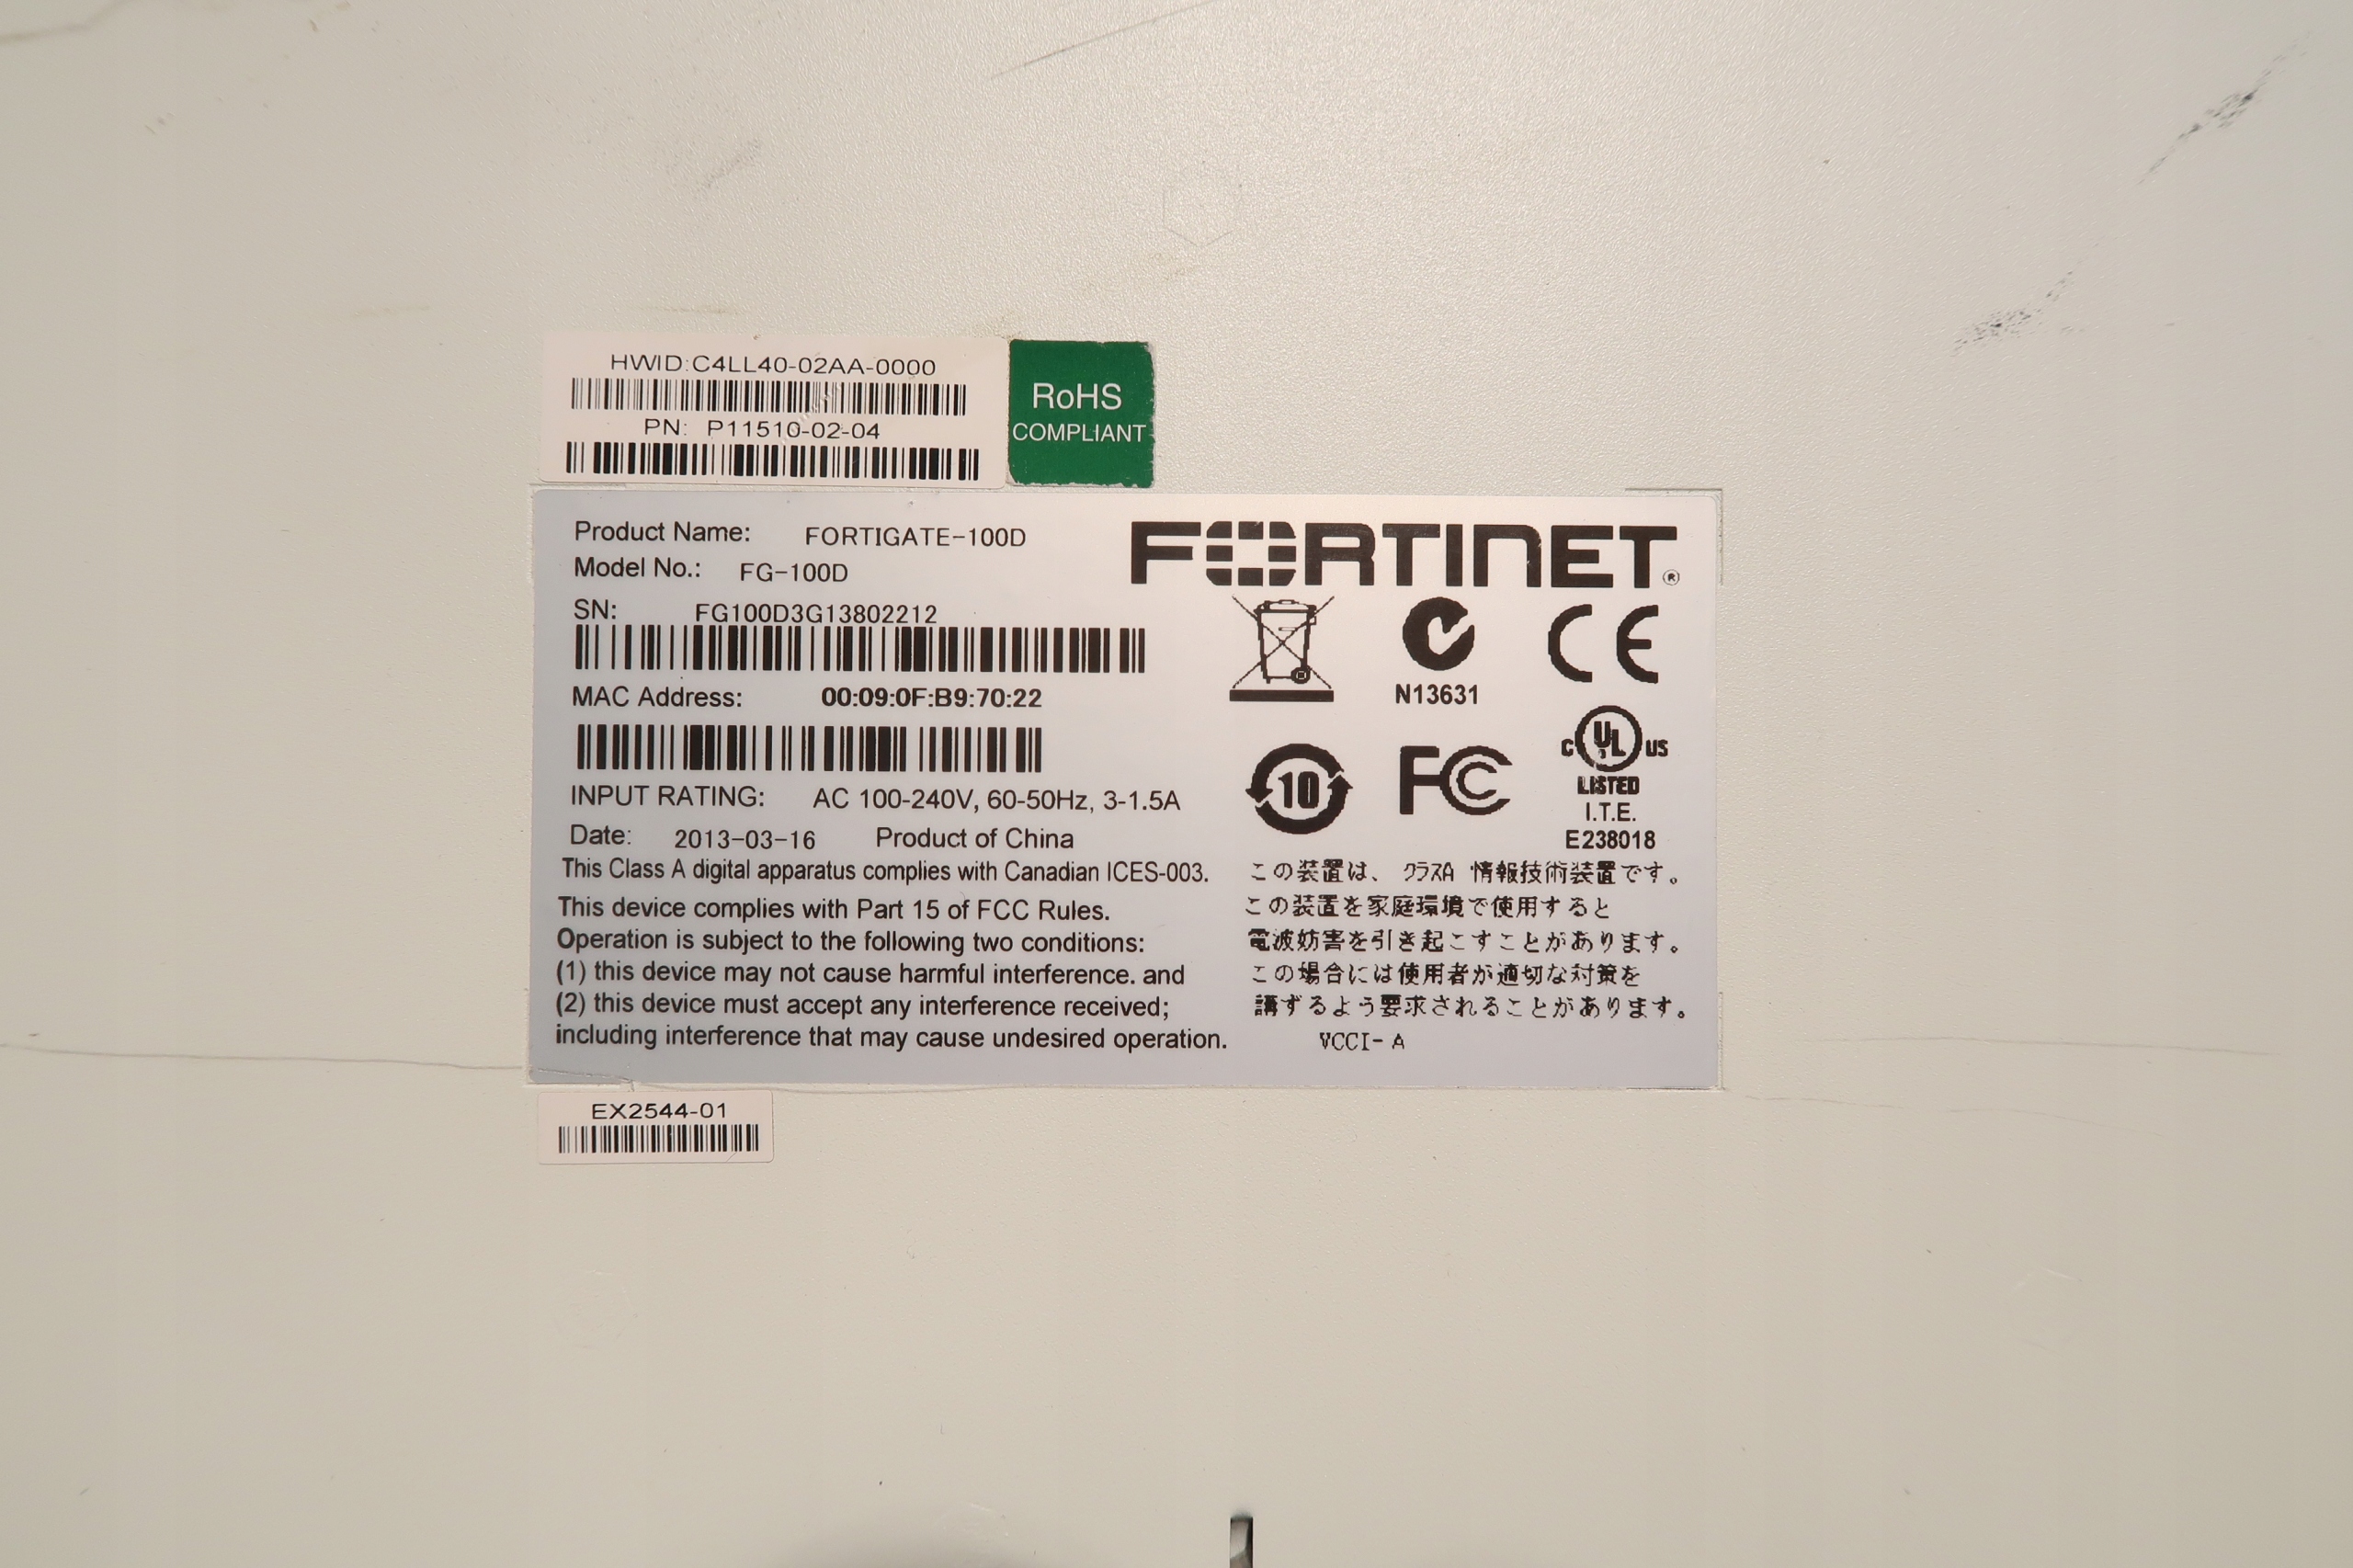 HWID:C4LL40-02AA-0000
PN: P11510-02-04
RoHS
COMPLIANT
Product Name: FORTIGATE-100D
FORTINET®
Model No.: FG-100D
SN: FG100D3G13802212
MAC Address: 00:09:0F:B9:70:22
N13631
CE
INPUT RATING: AC 100-240V, 60-50Hz, 3-1.5A
10
FC
C UL US
LISTED
I.T.E.
E238018
Date: 2013-03-16 Product of China
This Class A digital apparatus complies with Canadian ICES-003.
This device complies with Part 15 of FCC Rules.
Operation is subject to the following two conditions:
(1) this device may not cause harmful interference. and
(2) this device must accept any interference received;
including interference that may cause undesired operation.
この装置は、クラスA 情報技術装置です。
この装置を家庭環境で使用すると
電波妨害を引き起こすことがあります。
この場合には使用者が適切な対策を
講ずるよう要求されることがあります。
VCCI-A
EX2544-01